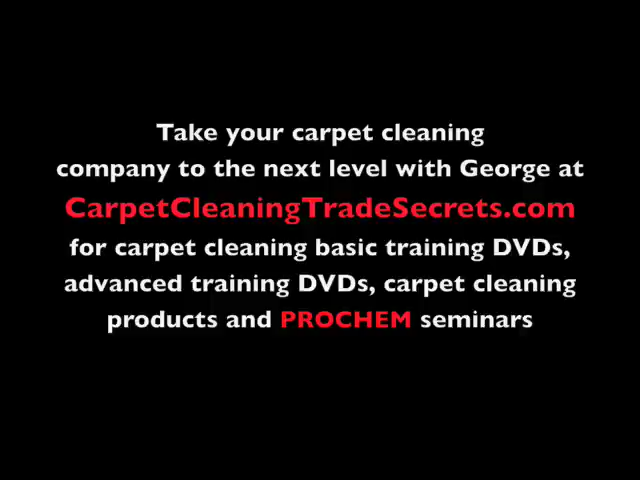 Take your carpet cleaning
company to the next level with George at
CarpetCleaningTradeSecrets.com
for carpet cleaning basic training DVDs,
advanced training DVDs, carpet cleaning
products and PROCHEM seminars